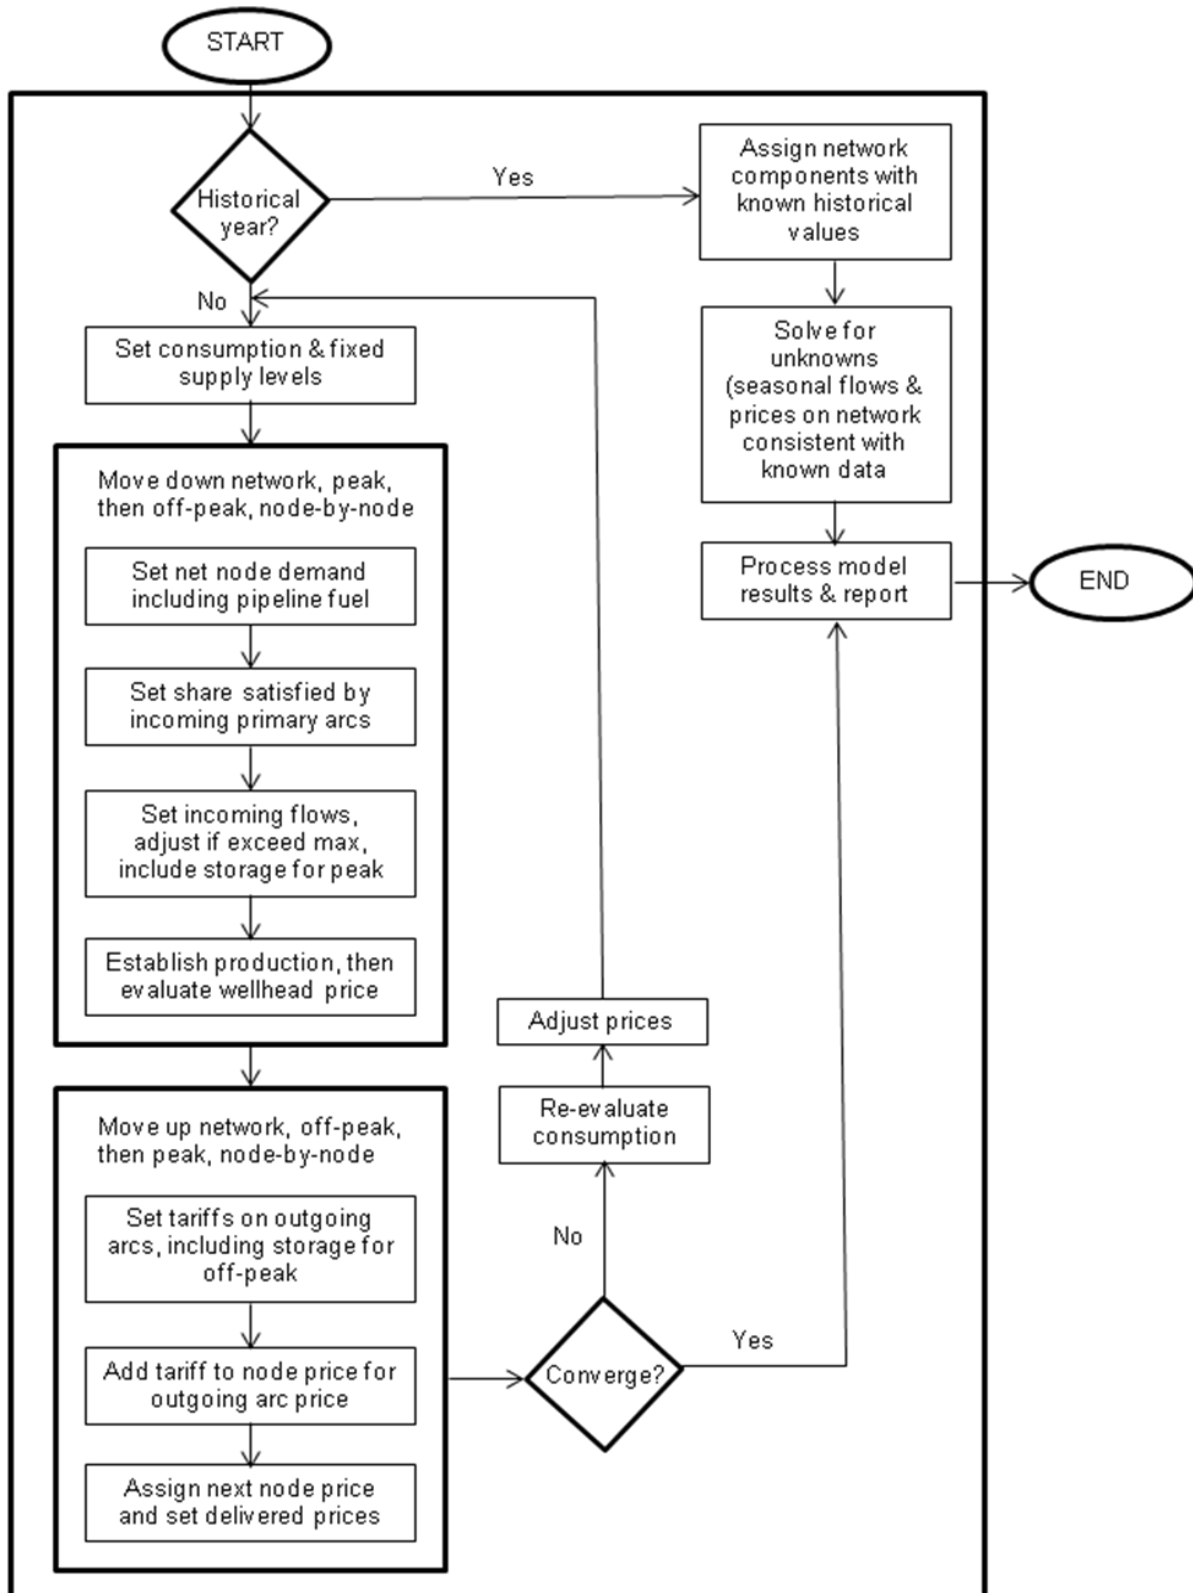 START
Historical
year?
Yes
No
Assign network
components with
known historical
values
Solve for
unknowns
(seasonal flows &
prices on network
consistent with
known data
Process model
results & report
END
Set consumption & fixed
supply levels
Move down network, peak,
then off-peak, node-by-node
Set net node demand
including pipeline fuel
Set share satisfied by
incoming primary arcs
Set incoming flows,
adjust if exceed max,
include storage for peak
Establish production, then
evaluate wellhead price
Move up network, off-peak,
then peak, node-by-node
Set tariffs on outgoing
arcs, including storage for
off-peak
Add tariff to node price for
outgoing arc price
Assign next node price
and set delivered prices
Adjust prices
Re-evaluate
consumption
No
Converge?
Yes